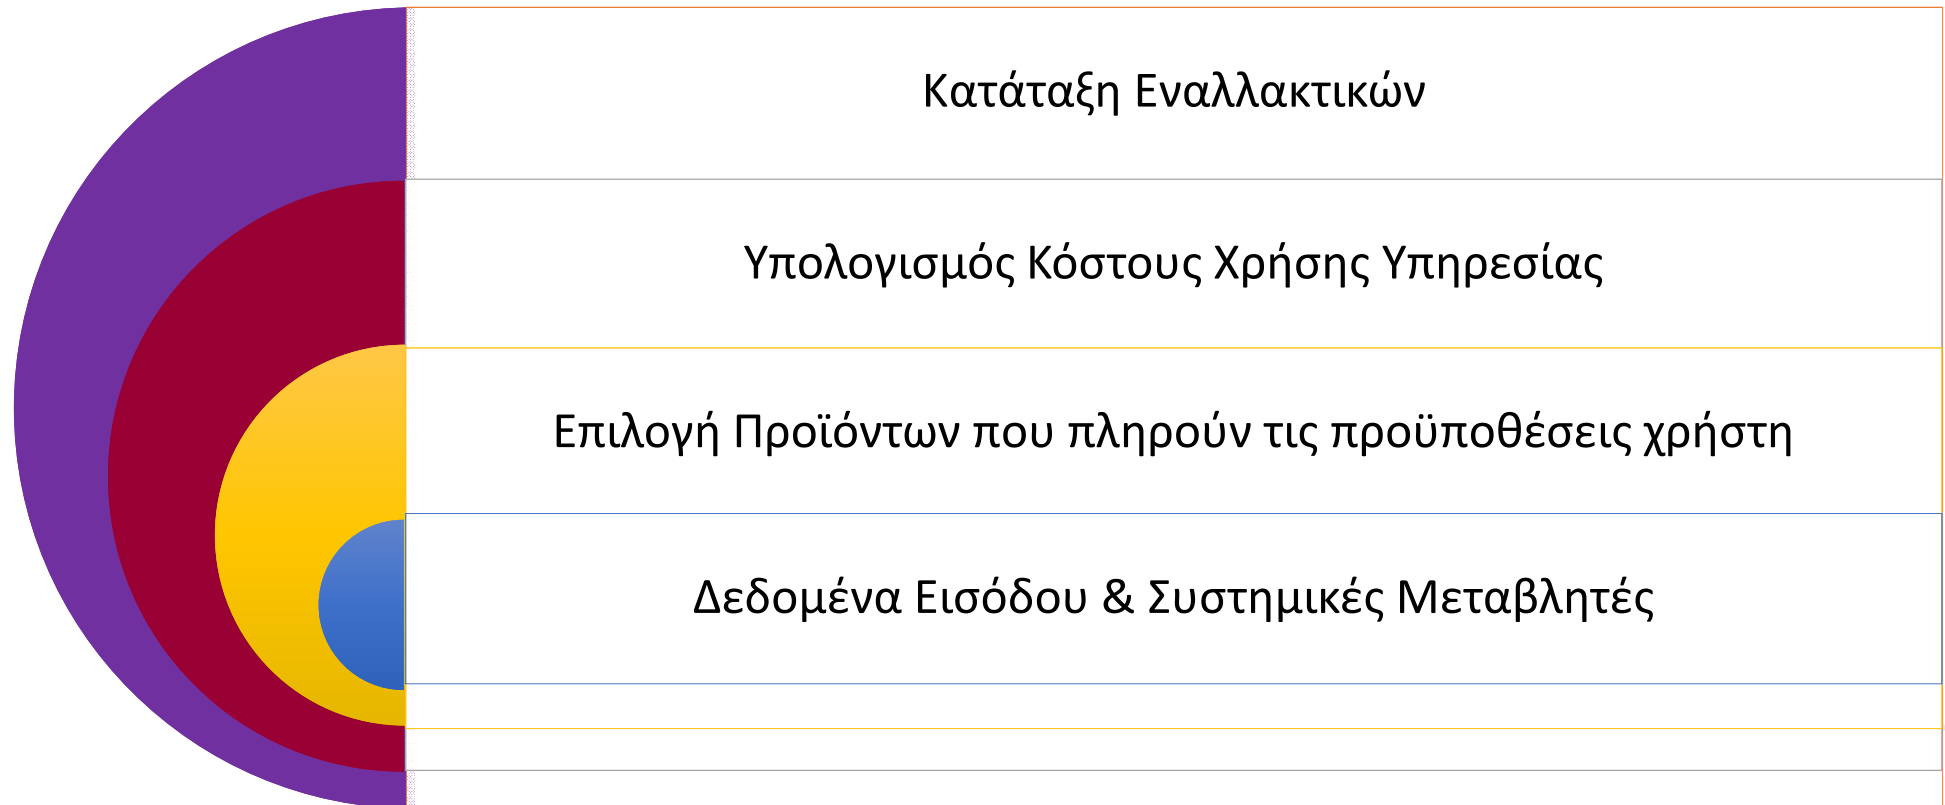 Κατάταξη Εναλλακτικών
Υπολογισμός Κόστους Χρήσης Υπηρεσίας
Επιλογή Προϊόντων που πληρούν τις προϋποθέσεις χρήστη
Δεδομένα Εισόδου & Συστημικές Μεταβλητές